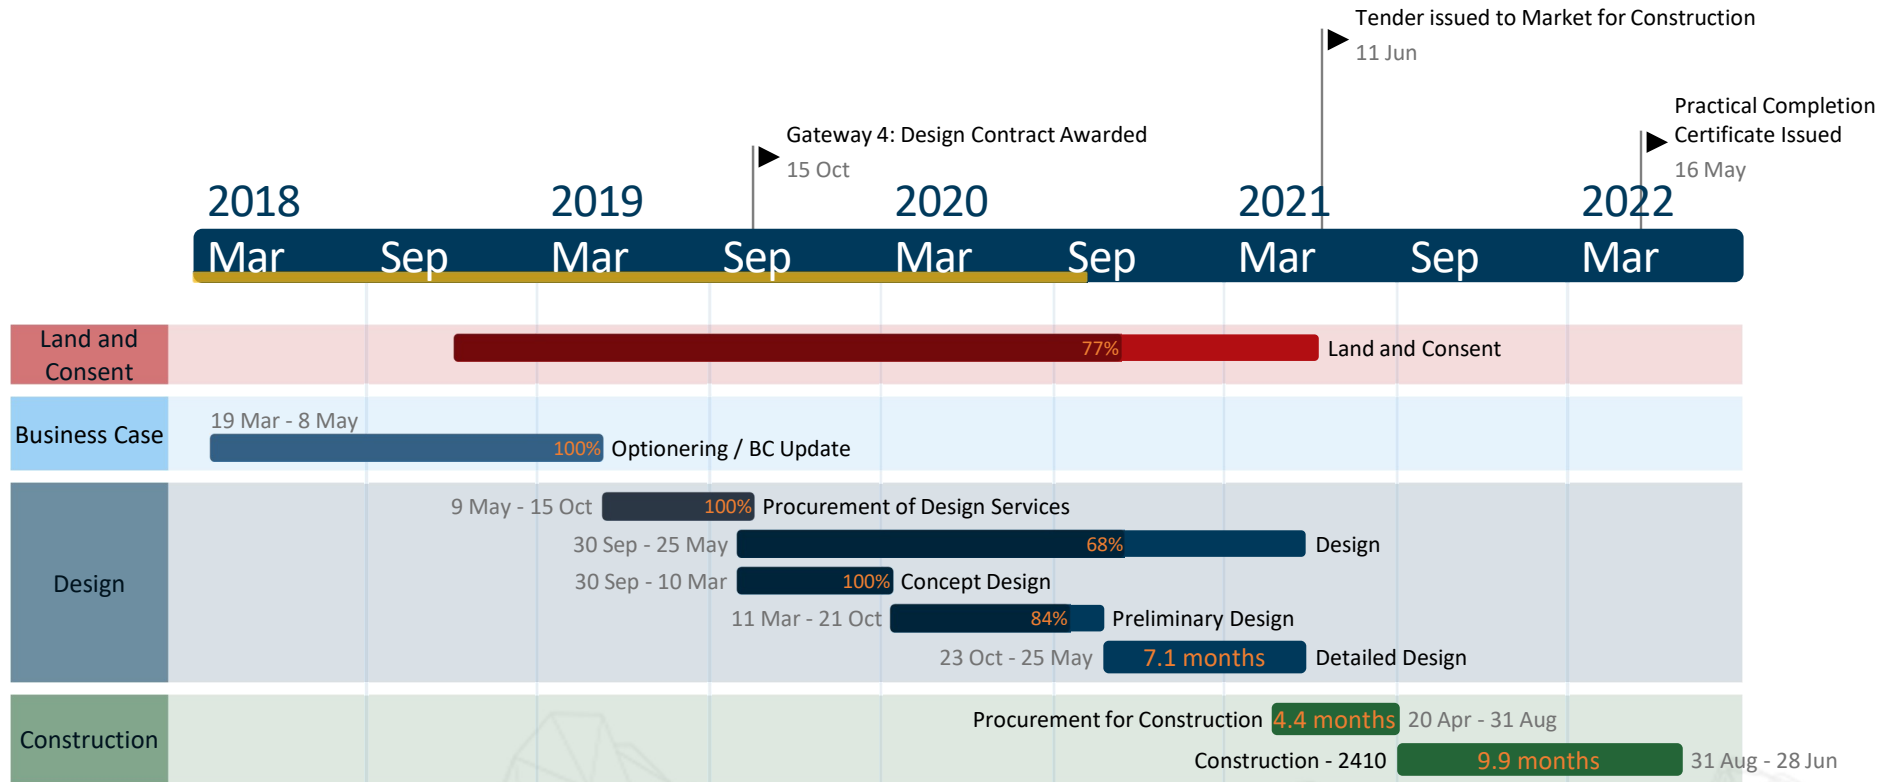 Tender issued to Market for Construction
11 Jun
Practical Completion
Certificate Issued
16 May
Gateway 4: Design Contract Awarded
15 Oct
2018 2019 2020 2021 2022
Mar Sep Mar Sep Mar Sep Mar Sep Mar
Land and
Consent
77% Land and Consent
Business Case
19 Mar - 8 May
100% Optionering / BC Update
Design
9 May - 15 Oct 100% Procurement of Design Services
30 Sep - 25 May 68% Design
30 Sep - 10 Mar 100% Concept Design
11 Mar - 21 Oct 84% Preliminary Design
23 Oct - 25 May 7.1 months Detailed Design
Construction
Procurement for Construction 4.4 months 20 Apr - 31 Aug
Construction - 2410 9.9 months 31 Aug - 28 Jun